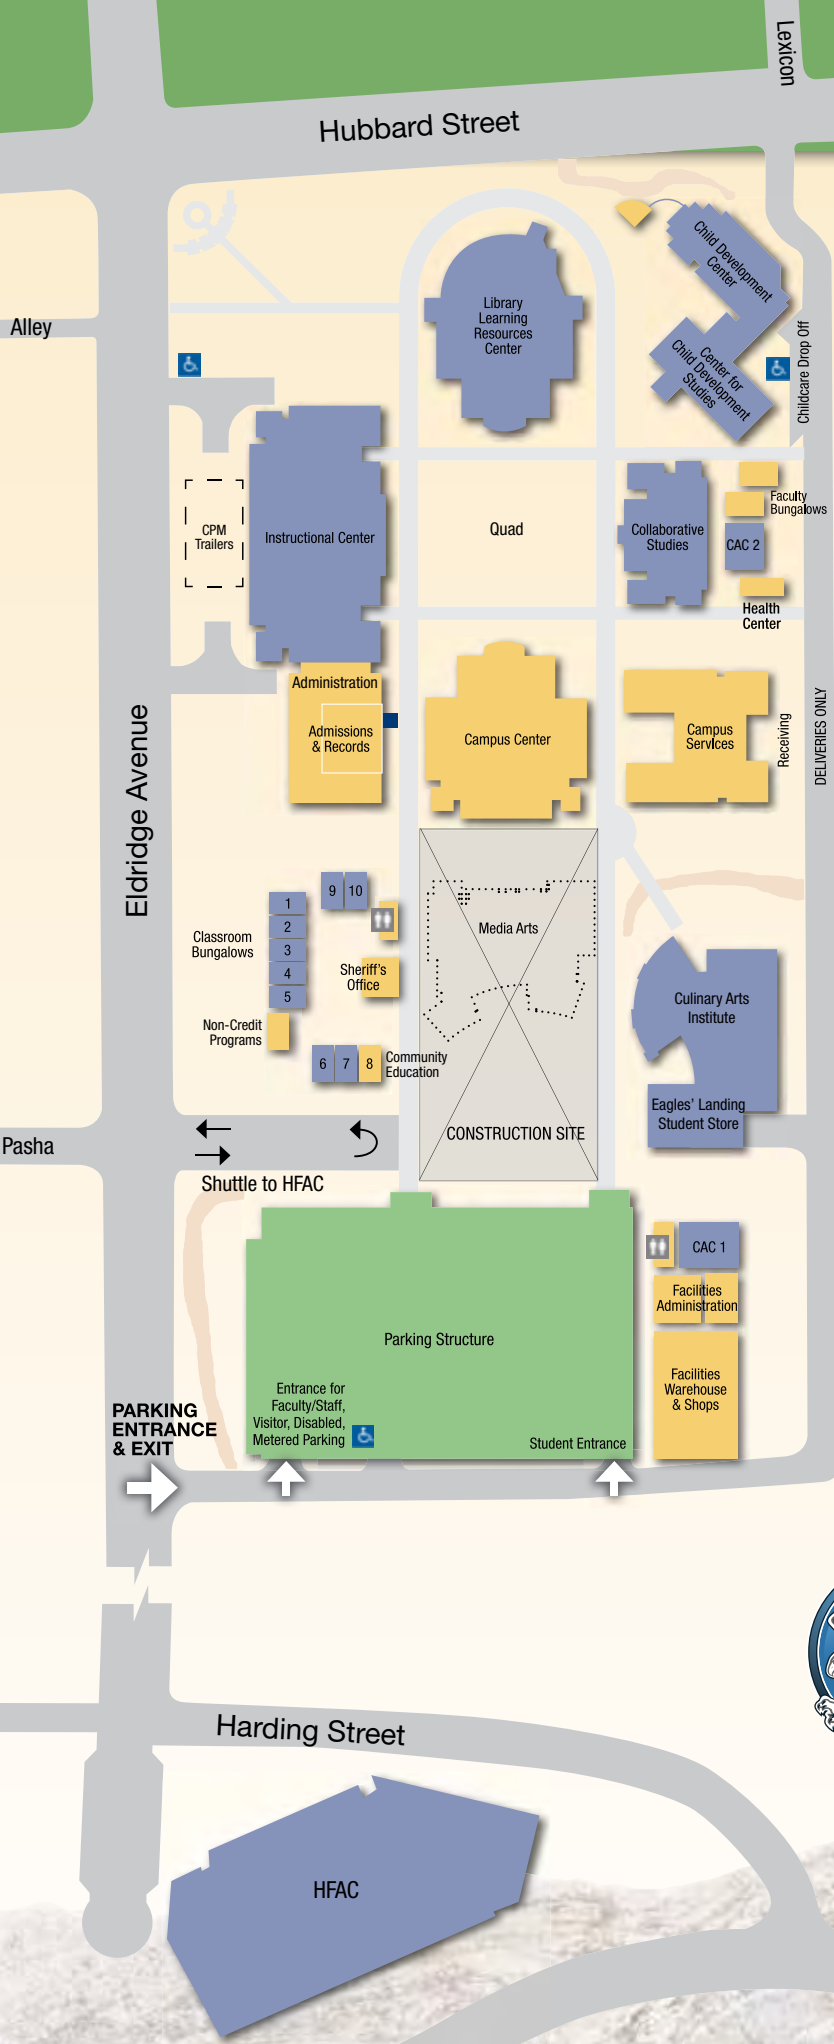 Lexicon
Hubbard Street
Child Development
Center
Library
Learning
Resources
Center
Alley
Center for
Child Development
Studies
Childcare Drop Off
CPM
Trailers
Instructional Center
Quad
Collaborative
Studies
Faculty
Bungalows
CAC 2
Health
Center
Administration
Admissions
& Records
Campus Center
Campus
Services
Receiving
DELIVERIES ONLY
Eldridge Avenue
9
10
1
2
3
4
5
Classroom
Bungalows
Media Arts
Sheriff's
Office
Culinary Arts
Institute
Non-Credit
Programs
6
7
8
Community
Education
Eagles' Landing
Student Store
CONSTRUCTION SITE
Pasha
Shuttle to HFAC
CAC 1
Facilities
Administration
Parking Structure
Facilities
Warehouse
& Shops
Entrance for
Faculty/Staff,
Visitor, Disabled,
Metered Parking
Student Entrance
PARKING
ENTRANCE
& EXIT
Harding Street
HFAC